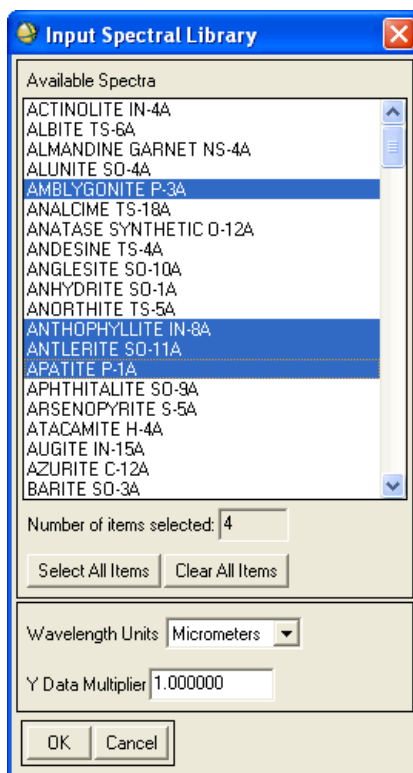 Input Spectral Library
Available Spectra
ACTINOLITE IN-4A
ALBITE TS-6A
ALMANDINE GARNET NS-4A
ALUNITE SO-4A
AMBLYGONITE P-3A
ANALCIME TS-18A
ANATASE SYNTHETIC O-12A
ANDESINE TS-4A
ANGLESITE SO-10A
ANHYDRITE SO-1A
ANORTHITE TS-5A
ANTHOPHYLLITE IN-8A
ANTLERITE SO-11A
APATITE P-1A
APHTHITALITE SO-9A
ARSENOPYRITE S-5A
ATACAMITE H-4A
AUGITE IN-15A
AZURITE C-12A
BARITE SO-3A
Number of items selected: 4
Select All Items Clear All Items
Wavelength Units Micrometers
Y Data Multiplier 1.000000
OK Cancel